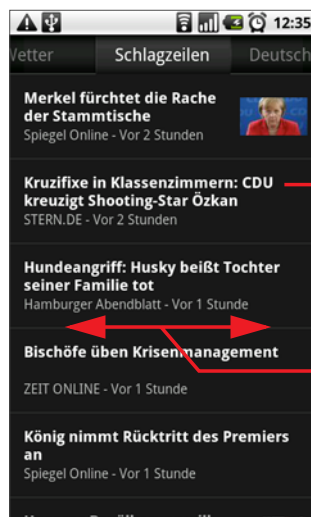 12:35
Wetter Schlagzeilen Deutsch
Merkel fürchtet die Rache
der Stammtische
Spiegel Online - Vor 2 Stunden
Kruzifixe in Klassenzimmern: CDU
kreuzigt Shooting-Star Özkan
STERN.DE - Vor 2 Stunden
Hundeangriff: Husky beißt Tochter
seiner Familie tot
Hamburger Abendblatt - Vor 1 Stunde
Bischöfe üben Krisenmanagement
ZEIT ONLINE - Vor 1 Stunde
König nimmt Rücktritt des Premiers
an
Spiegel Online - Vor 1 Stunde